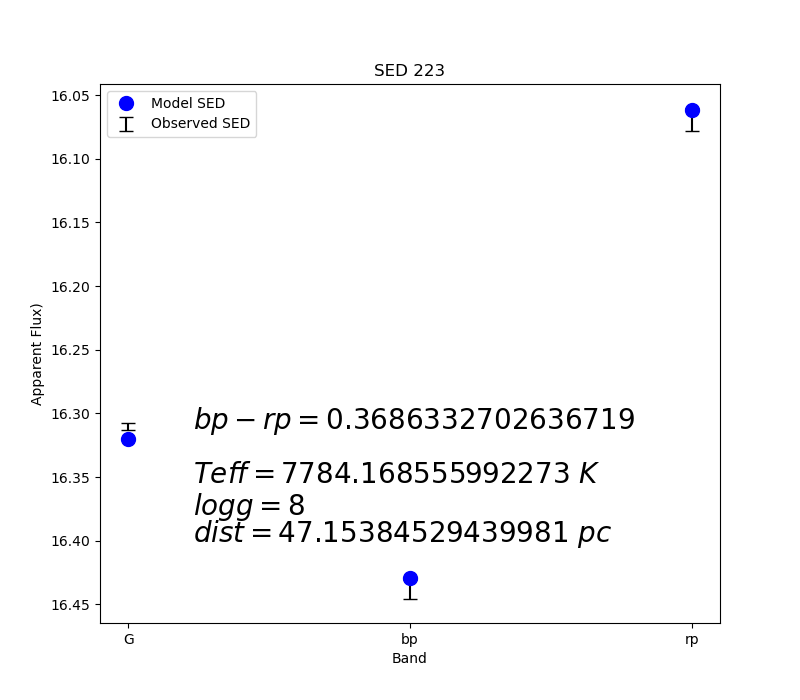 SED 223
Model SED
Observed SED
16.05
16.10
16.15
16.20
16.25
16.30
16.35
16.40
16.45
Apparent Flux)
bp − rp = 0.3686332702636719
Teff = 7784.168555992273 K
logg = 8
dist = 47.15384529439981 pc
G bp rp
Band